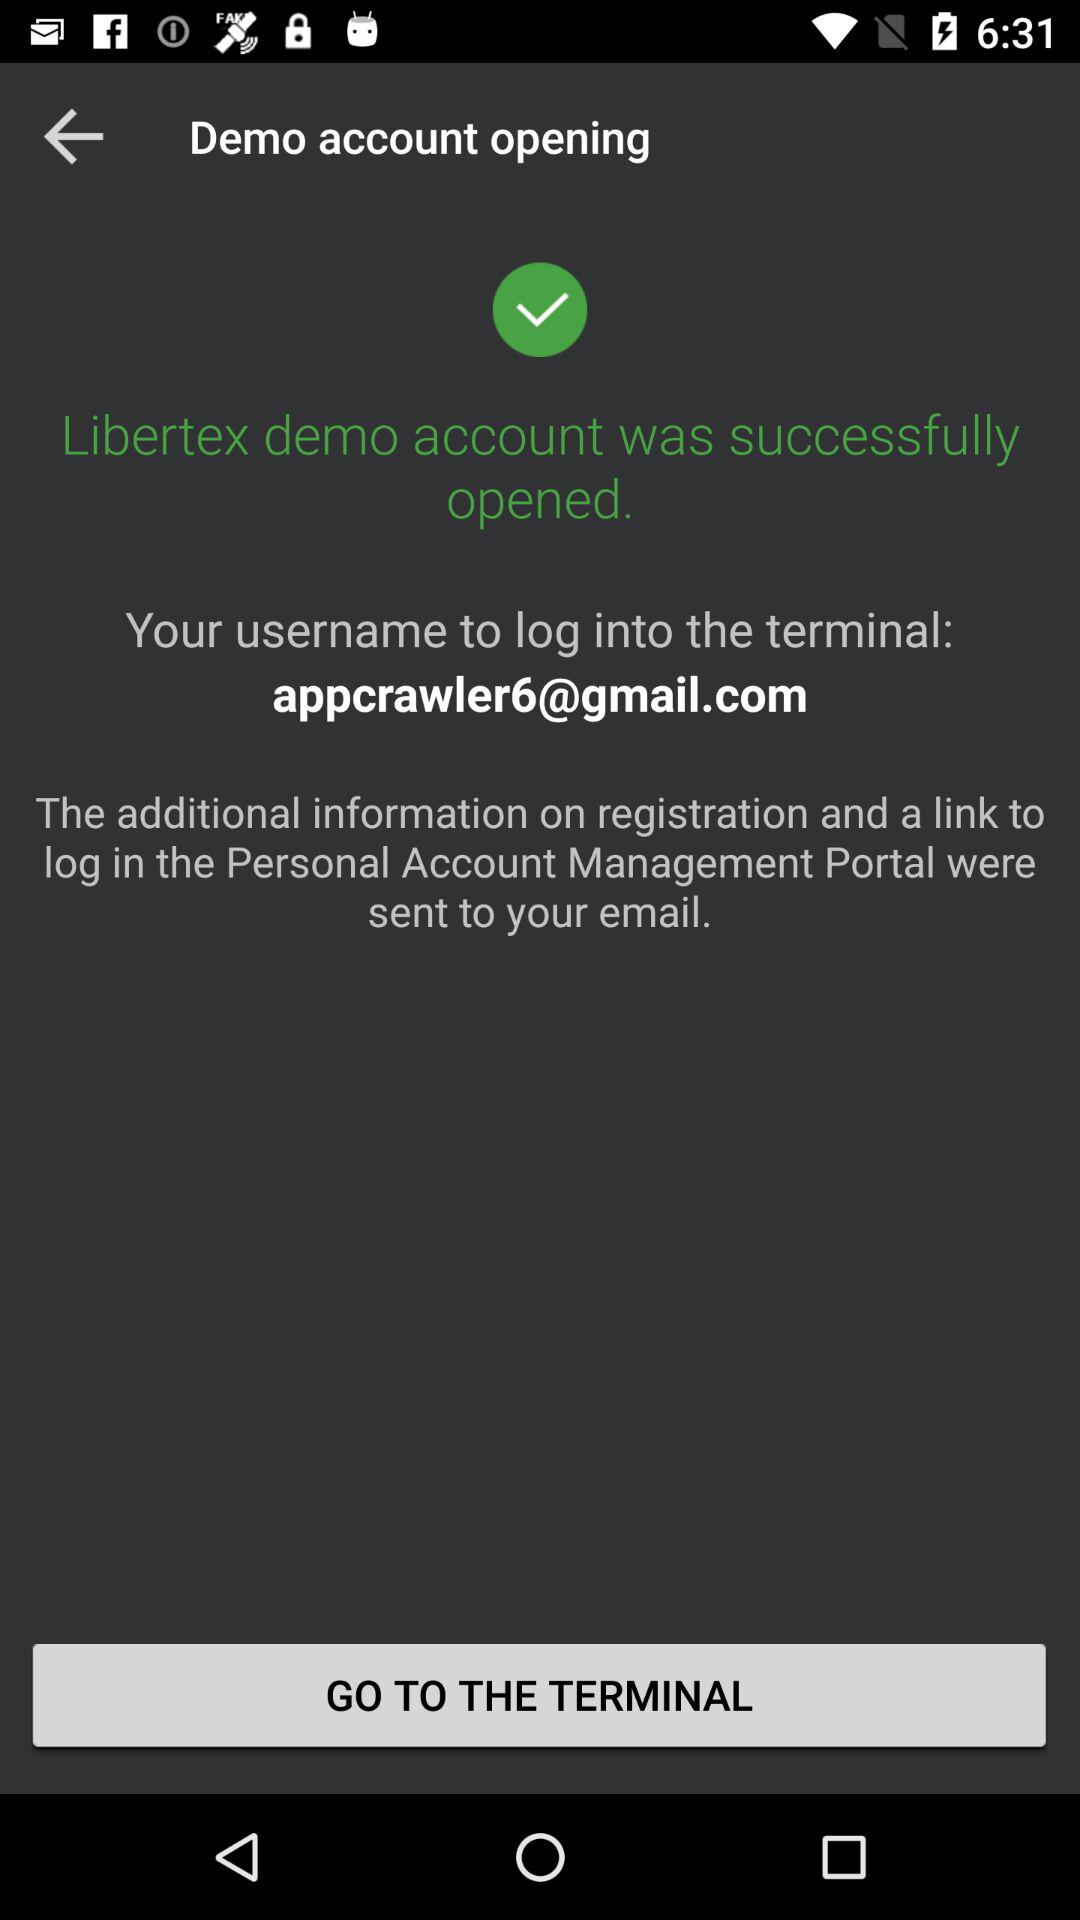 FAKE
6:31
Demo account opening
Libertex demo account was successfully
opened.
Your username to log into the terminal:
appcrawler6@gmail.com
The additional information on registration and a link to
log in the Personal Account Management Portal were
sent to your email.
GO TO THE TERMINAL